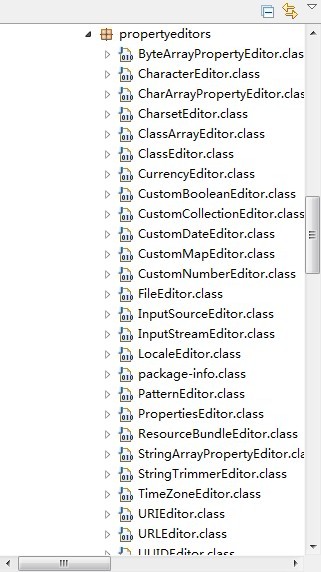 propertyeditors
ByteArrayPropertyEditor.clas
CharacterEditor.class
CharArrayPropertyEditor.clas
CharsetEditor.class
ClassArrayEditor.class
ClassEditor.class
CurrencyEditor.class
CustomBooleanEditor.class
CustomCollectionEditor.class
CustomDateEditor.class
CustomMapEditor.class
CustomNumberEditor.class
FileEditor.class
InputSourceEditor.class
InputStreamEditor.class
LocaleEditor.class
package-info.class
PatternEditor.class
PropertiesEditor.class
ResourceBundleEditor.class
StringArrayPropertyEditor.cla
StringTrimmerEditor.class
TimeZoneEditor.class
URIEditor.class
URLEditor.class
UUIDEditor.class